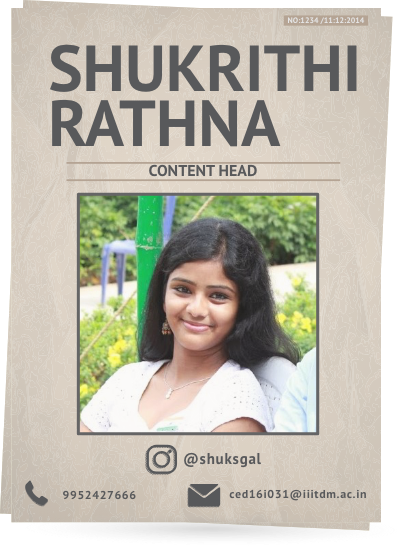 NO:1234 /11:12:2014
SHUKRITHI
RATHNA
CONTENT HEAD
@shuksgal
9952427666
ced16i031@iiitdm.ac.in